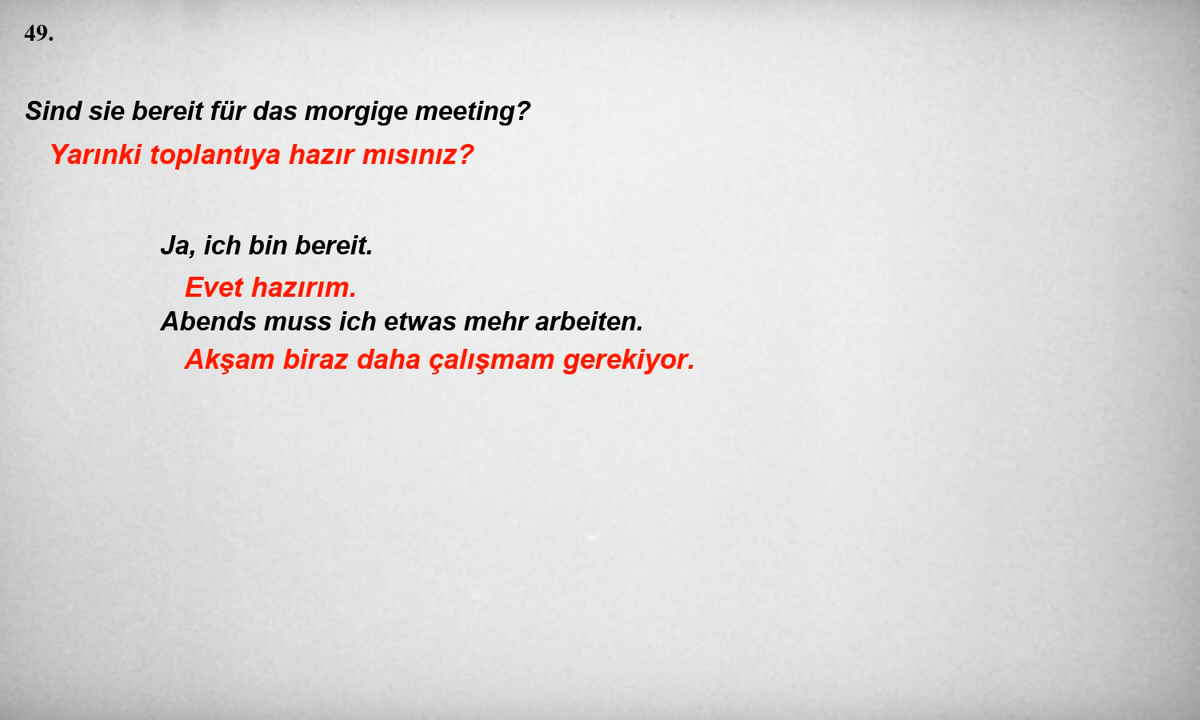 49.
Sind sie bereit für das morgige meeting?
Yarınki toplantıya hazır mısınız?
Ja, ich bin bereit.
Evet hazırım.
Abends muss ich etwas mehr arbeiten.
Akşam biraz daha çalışmam gerekiyor.